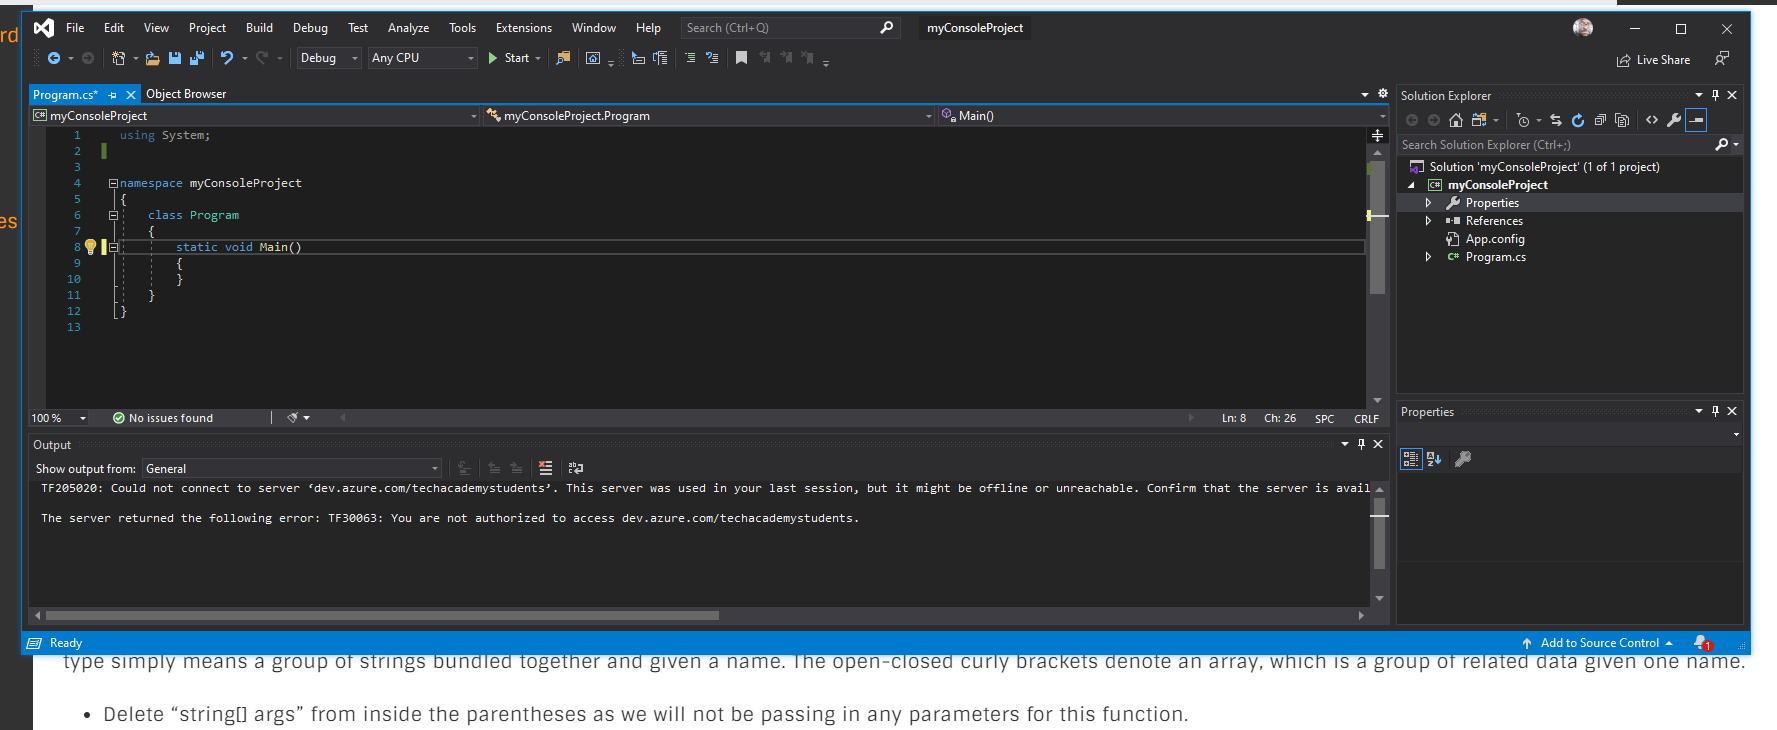 rd
File Edit View Project Build Debug Test Analyze Tools Extensions Window Help Search (Ctrl+Q) myConsoleProject
Debug Any CPU Start Live Share
Program.cs* Object Browser
myConsoleProject myConsoleProject.Program Main()
1 using System;
2
3
4 namespace myConsoleProject
5 {
6 class Program
7 {
8 static void Main()
9 {
10 }
11 }
12 }
13
100 % No issues found Ln: 8 Ch: 26 SPC CRLF
Output
Show output from: General
TF205020: Could not connect to server ‘dev.azure.com/techacademystudents’. This server was used in your last session, but it might be offline or unreachable. Confirm that the server is avail
The server returned the following error: TF30063: You are not authorized to access dev.azure.com/techacademystudents.
Solution Explorer
Search Solution Explorer (Ctrl+;)
Solution 'myConsoleProject' (1 of 1 project)
C# myConsoleProject
Properties
References
App.config
C# Program.cs
Properties
es
Ready Add to Source Control 1
type simply means a group of strings bundled together and given a name. The open-closed curly brackets denote an array, which is a group of related data given one name.
• Delete “string[] args” from inside the parentheses as we will not be passing in any parameters for this function.